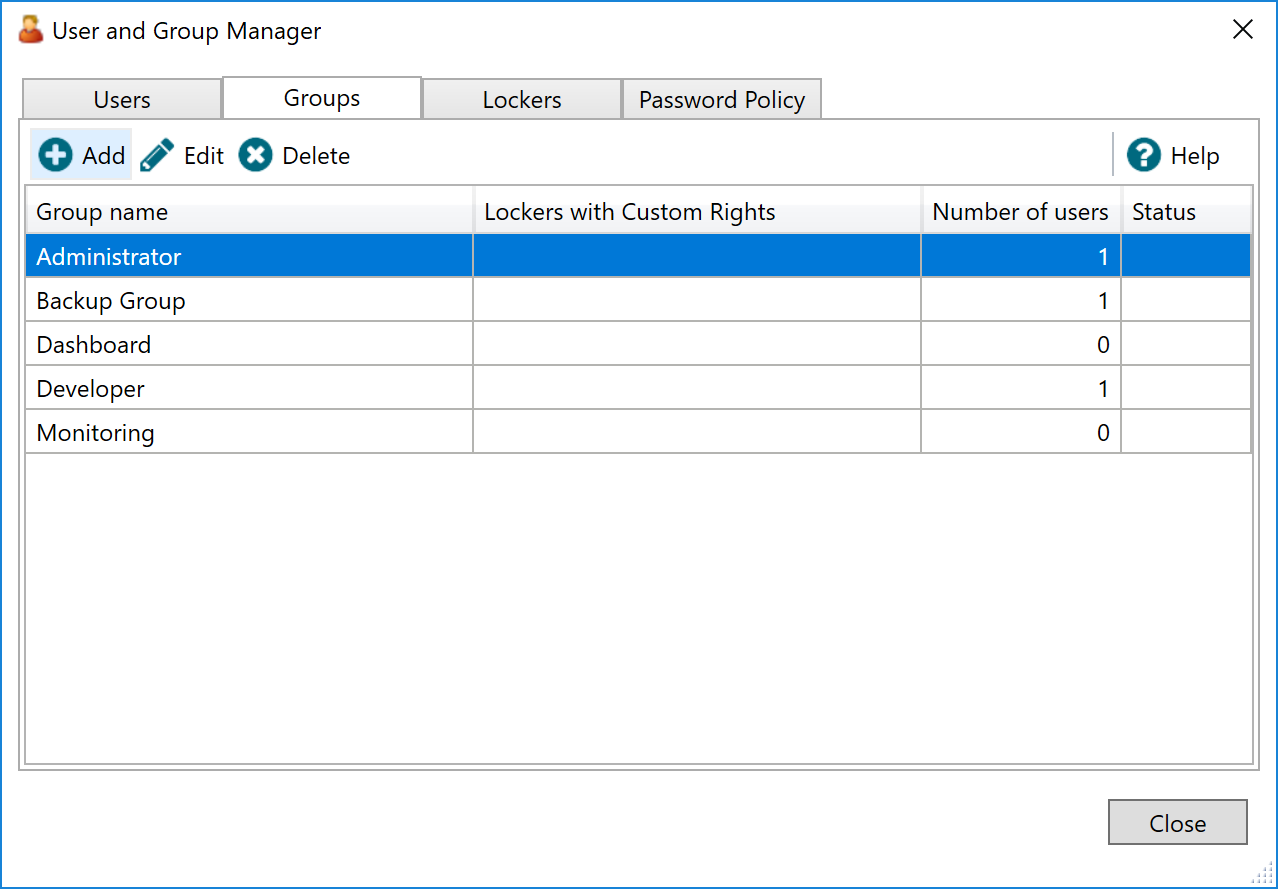 User and Group Manager
Users Groups Lockers Password Policy
Add Edit Delete Help
Group name Lockers with Custom Rights Number of users Status
Administrator 1
Backup Group 1
Dashboard 0
Developer 1
Monitoring 0
Close